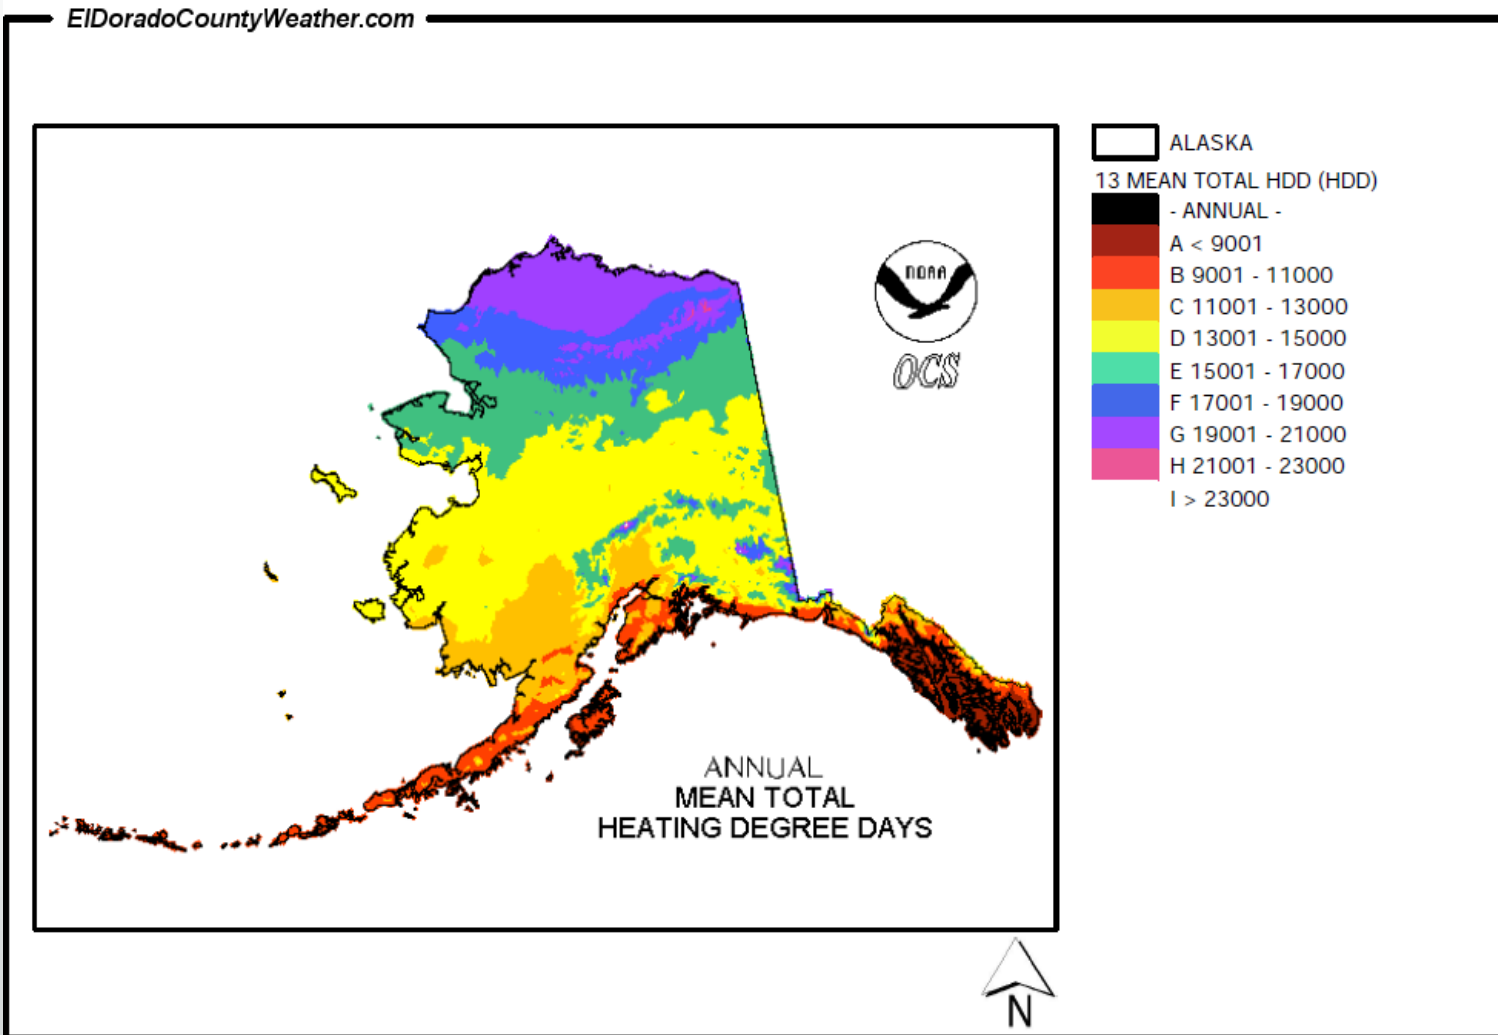 ElDoradoCountyWeather.com
ALASKA
13 MEAN TOTAL HDD (HDD)
- ANNUAL -
A < 9001
B 9001 - 11000
C 11001 - 13000
D 13001 - 15000
E 15001 - 17000
F 17001 - 19000
G 19001 - 21000
H 21001 - 23000
I > 23000
NOAA
OCS
ANNUAL
MEAN TOTAL
HEATING DEGREE DAYS
N